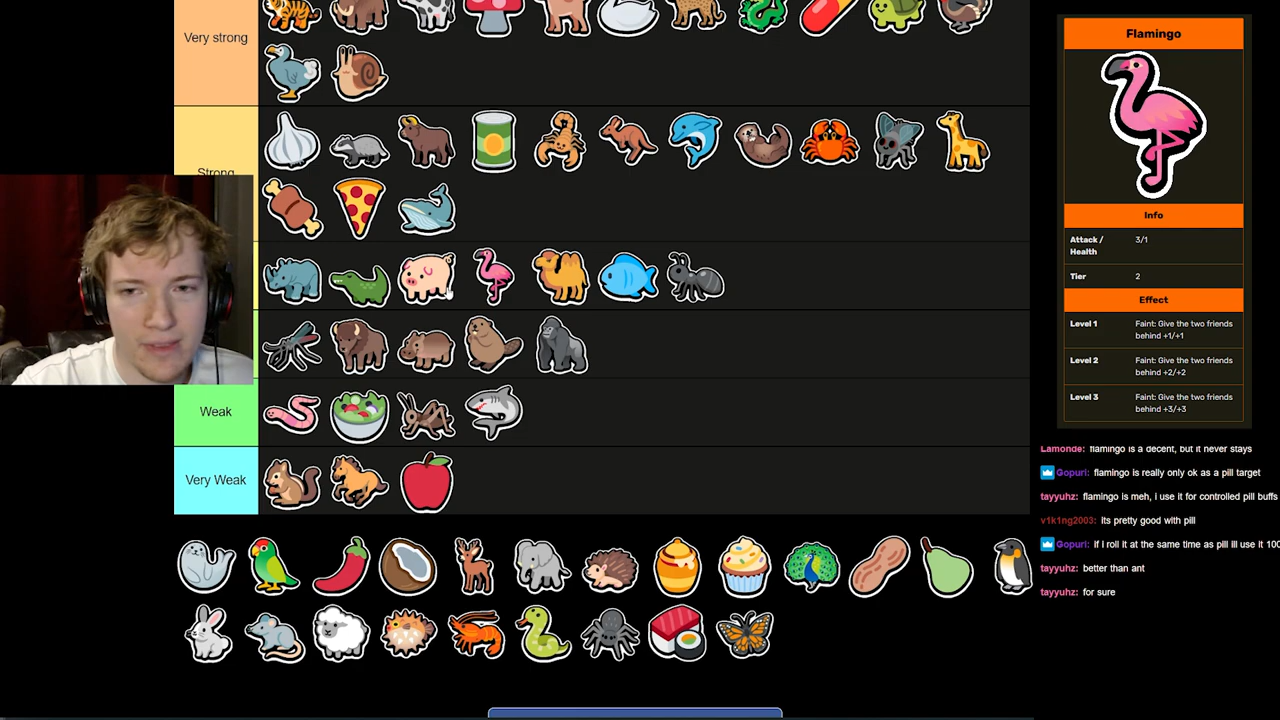 Very strong
Strong
Weak
Very Weak
Flamingo
Info
Attack /
Health
3/1
Tier
2
Effect
Level 1
Faint: Give the two friends
behind +1/+1
Level 2
Faint: Give the two friends
behind +2/+2
Level 3
Faint: Give the two friends
behind +3/+3
Lamonde: flamingo is a decent, but it never stays
Gopuri: flamingo is really only ok as a pill target
tayyuhz: flamingo is meh, i use it for controlled pill buffs
v1k1ng2003: its pretty good with pill
Gopuri: if I roll it at the same time as pill ill use it 100
tayyuhz: better than ant
tayyuhz: for sure